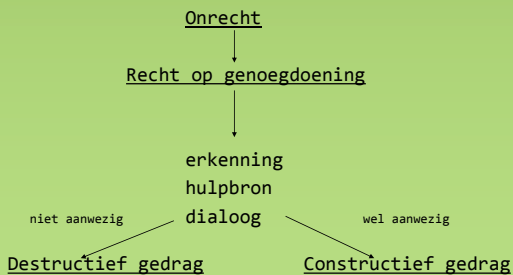 Onrecht
Recht op genoegdoening
erkenning
hulpbron
niet aanwezig dialoog wel aanwezig
Destructief gedrag Constructief gedrag